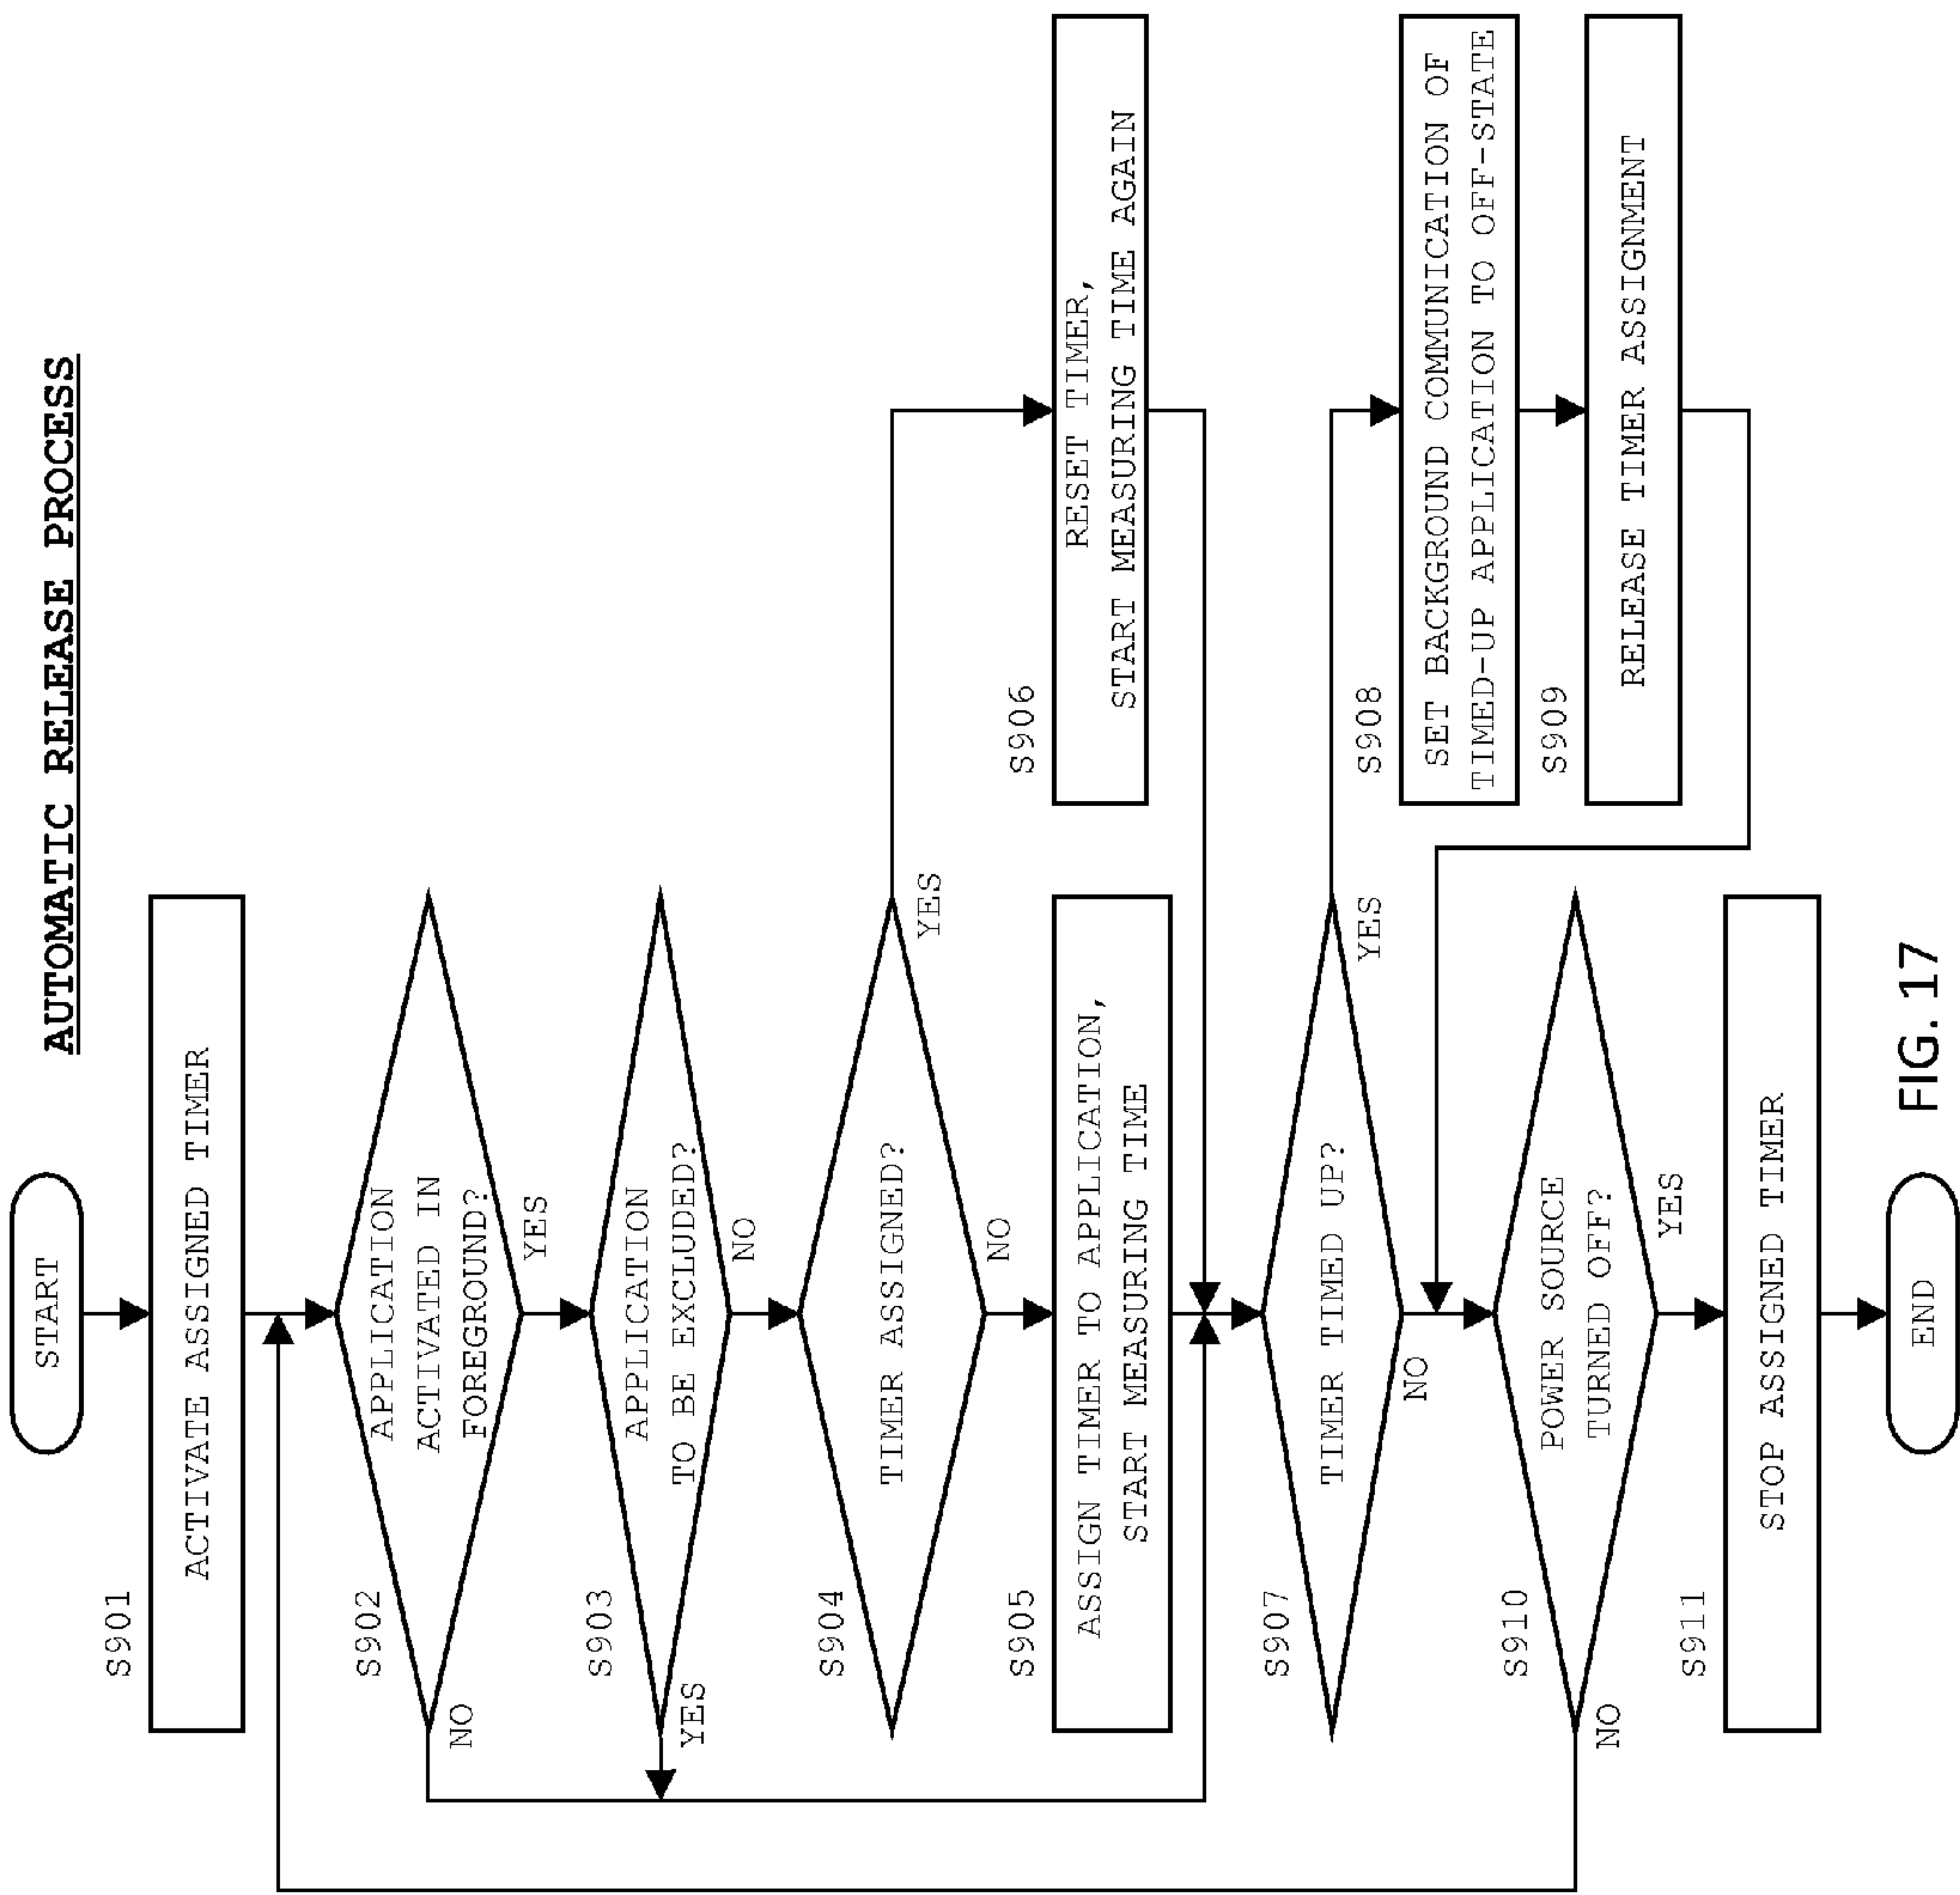 AUTOMATIC RELEASE PROCESS
START
S901
ACTIVATE ASSIGNED TIMER
S902
APPLICATION
ACTIVATED IN
FOREGROUND?
NO
YES
S903
APPLICATION
TO BE EXCLUDED?
YES
NO
S904
TIMER ASSIGNED?
YES
NO
S905
ASSIGN TIMER TO APPLICATION,
START MEASURING TIME
S906
RESET TIMER,
START MEASURING TIME AGAIN
S907
TIMER TIMED UP?
YES
NO
S908
SET BACKGROUND COMMUNICATION OF
TIMED-UP APPLICATION TO OFF-STATE
S909
RELEASE TIMER ASSIGNMENT
S910
POWER SOURCE
TURNED OFF?
NO
YES
S911
STOP ASSIGNED TIMER
END
FIG. 17